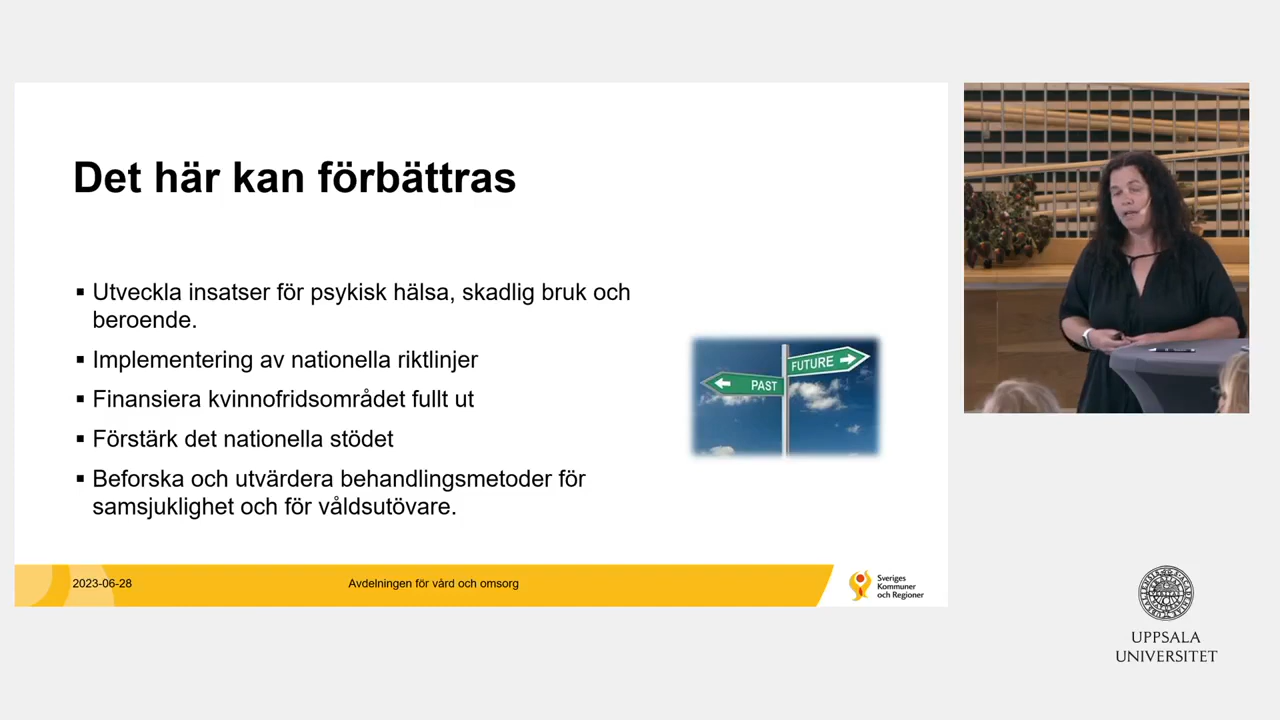 Det här kan förbättras
▪ Utveckla insatser för psykisk hälsa, skadlig bruk och
beroende.
▪ Implementering av nationella riktlinjer
▪ Finansiera kvinnofridsområdet fullt ut
▪ Förstärk det nationella stödet
▪ Beforska och utvärdera behandlingsmetoder för
samsjuklighet och för våldsutövare.
FUTURE
PAST
2023-06-28
Avdelningen för vård och omsorg
Sveriges
Kommuner
och Regioner
UPPSALA
UNIVERSITET